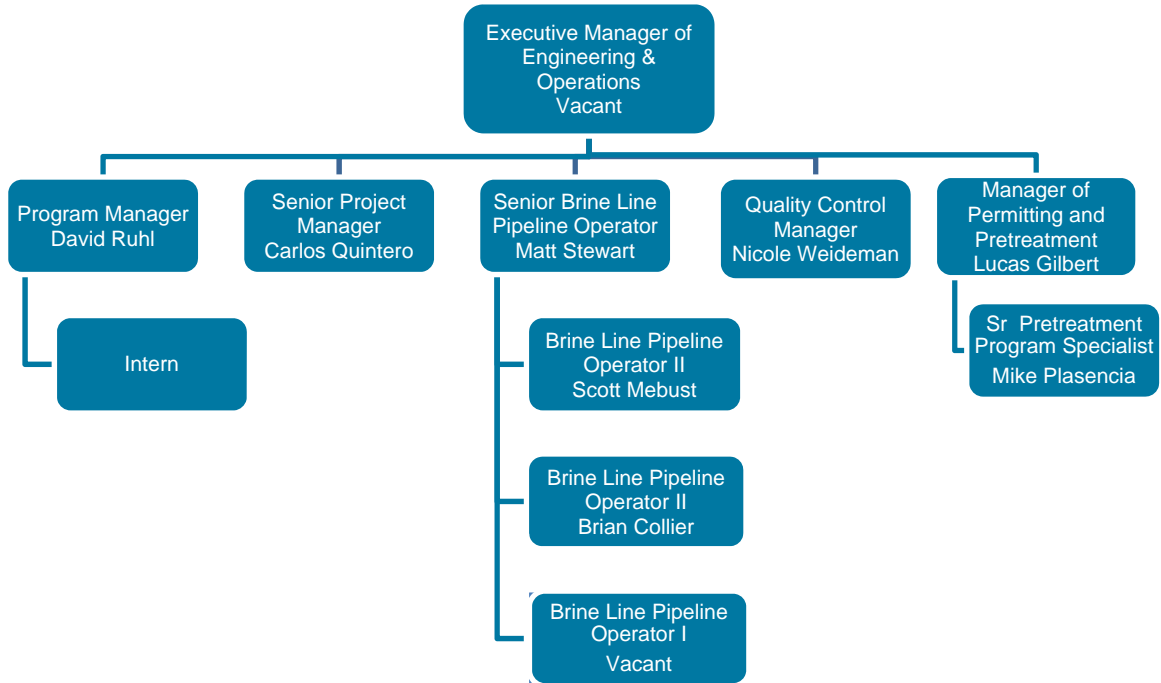 Executive Manager of
Engineering &
Operations
Vacant
Program Manager
David Ruhl
Senior Project
Manager
Carlos Quintero
Senior Brine Line
Pipeline Operator
Matt Stewart
Quality Control
Manager
Nicole Weideman
Manager of
Permitting and
Pretreatment
Lucas Gilbert
Intern
Brine Line Pipeline
Operator II
Scott Mebust
Sr Pretreatment
Program Specialist
Mike Plasencia
Brine Line Pipeline
Operator II
Brian Collier
Brine Line Pipeline
Operator I
Vacant